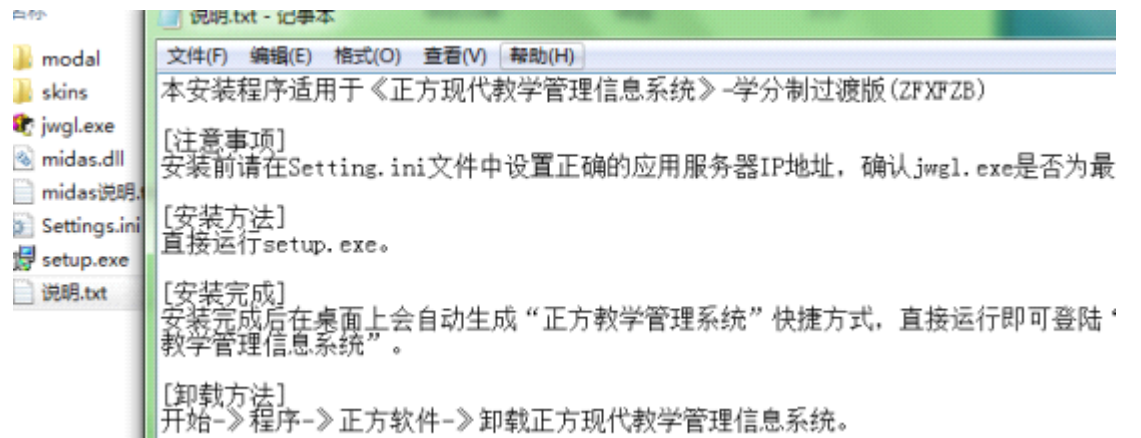 名称
modal
skins
jwgl.exe
midas.dll
midas说明.
Settings.ini
setup.exe
说明.txt
说明.txt - 记事本
文件(F) 编辑(E) 格式(O) 查看(V) 帮助(H)
本安装程序适用于《正方现代教学管理信息系统》-学分制过渡版(ZFXFZB)
[注意事项]
安装前请在Setting.ini文件中设置正确的应用服务器IP地址，确认jwgl.exe是否为最
[安装方法]
直接运行setup.exe。
[安装完成]
安装完成后在桌面上会自动生成“正方教学管理系统”快捷方式，直接运行即可登陆“
教学管理信息系统”。
[卸载方法]
开始-》程序-》正方软件-》卸载正方现代教学管理信息系统。